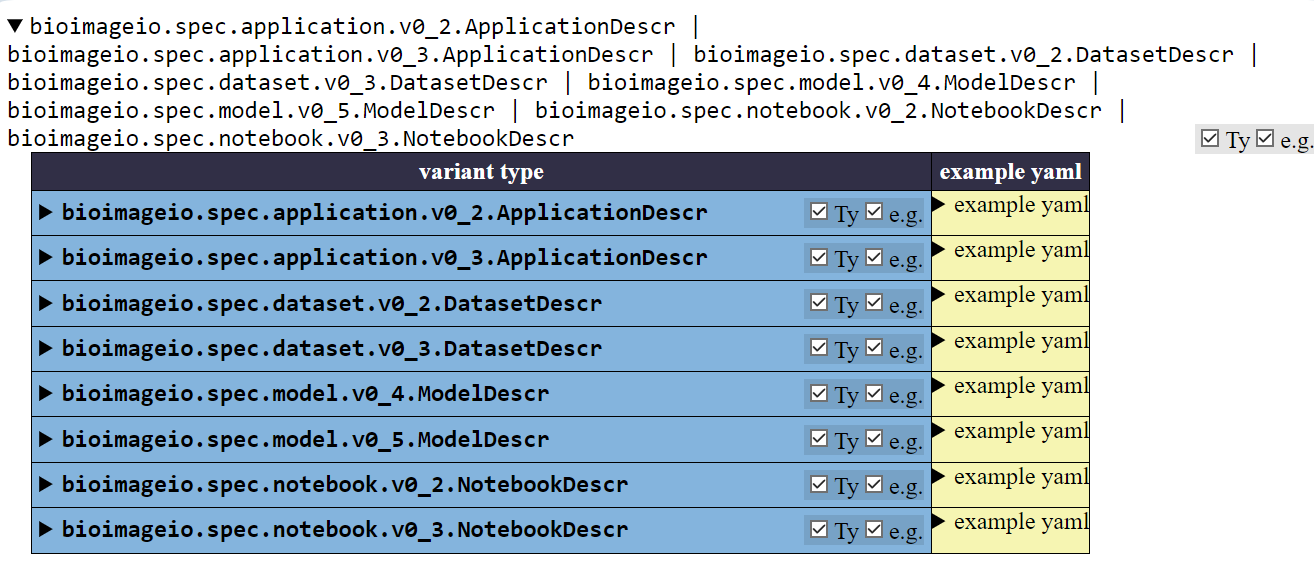 ▼ bioimageio.spec.application.v0_2.ApplicationDescr |
bioimageio.spec.application.v0_3.ApplicationDescr | bioimageio.spec.dataset.v0_2.DatasetDescr |
bioimageio.spec.dataset.v0_3.DatasetDescr | bioimageio.spec.model.v0_4.ModelDescr |
bioimageio.spec.model.v0_5.ModelDescr | bioimageio.spec.notebook.v0_2.NotebookDescr |
bioimageio.spec.notebook.v0_3.NotebookDescr Ty e.g.
variant type example yaml
bioimageio.spec.application.v0_2.ApplicationDescr Ty e.g. example yaml
bioimageio.spec.application.v0_3.ApplicationDescr Ty e.g. example yaml
bioimageio.spec.dataset.v0_2.DatasetDescr Ty e.g. example yaml
bioimageio.spec.dataset.v0_3.DatasetDescr Ty e.g. example yaml
bioimageio.spec.model.v0_4.ModelDescr Ty e.g. example yaml
bioimageio.spec.model.v0_5.ModelDescr Ty e.g. example yaml
bioimageio.spec.notebook.v0_2.NotebookDescr Ty e.g. example yaml
bioimageio.spec.notebook.v0_3.NotebookDescr Ty e.g. example yaml